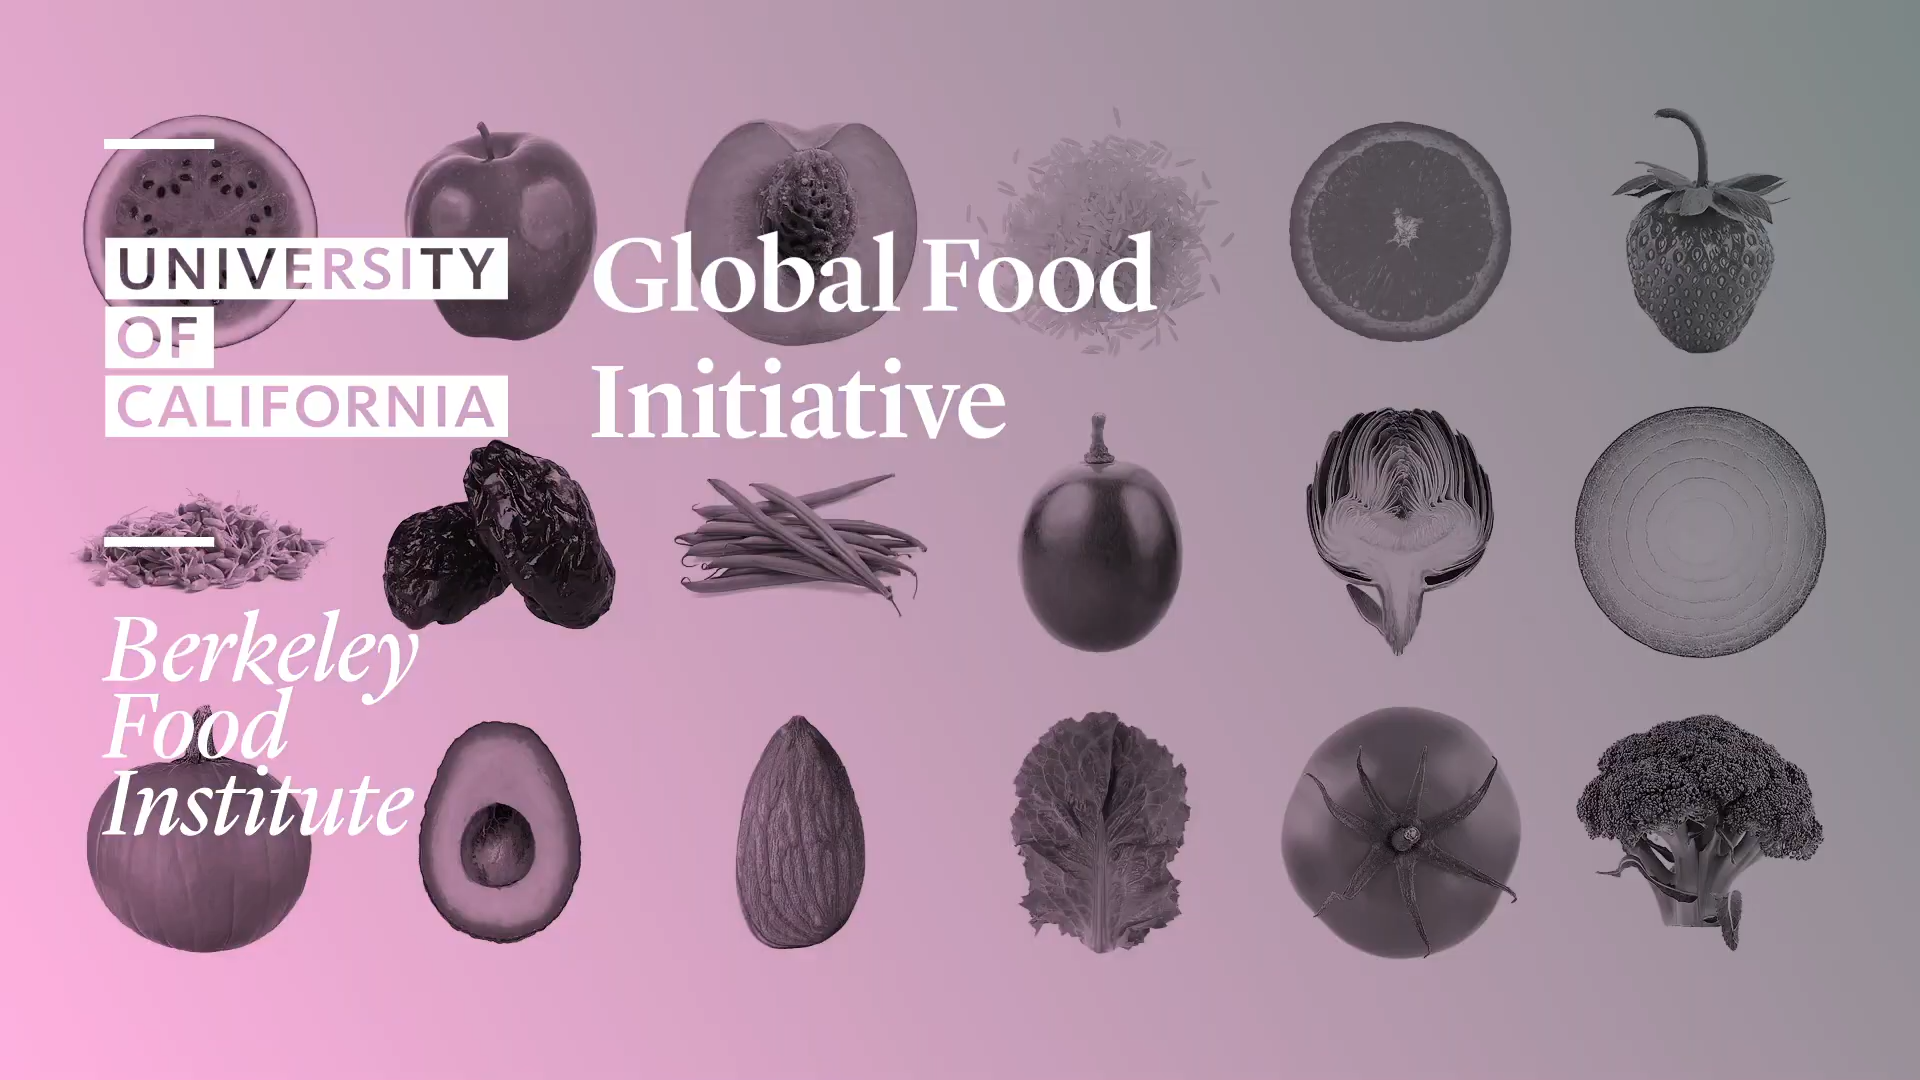 UNIVERSITY
OF
CALIFORNIA
Global Food
Initiative
Berkeley
Food
Institute